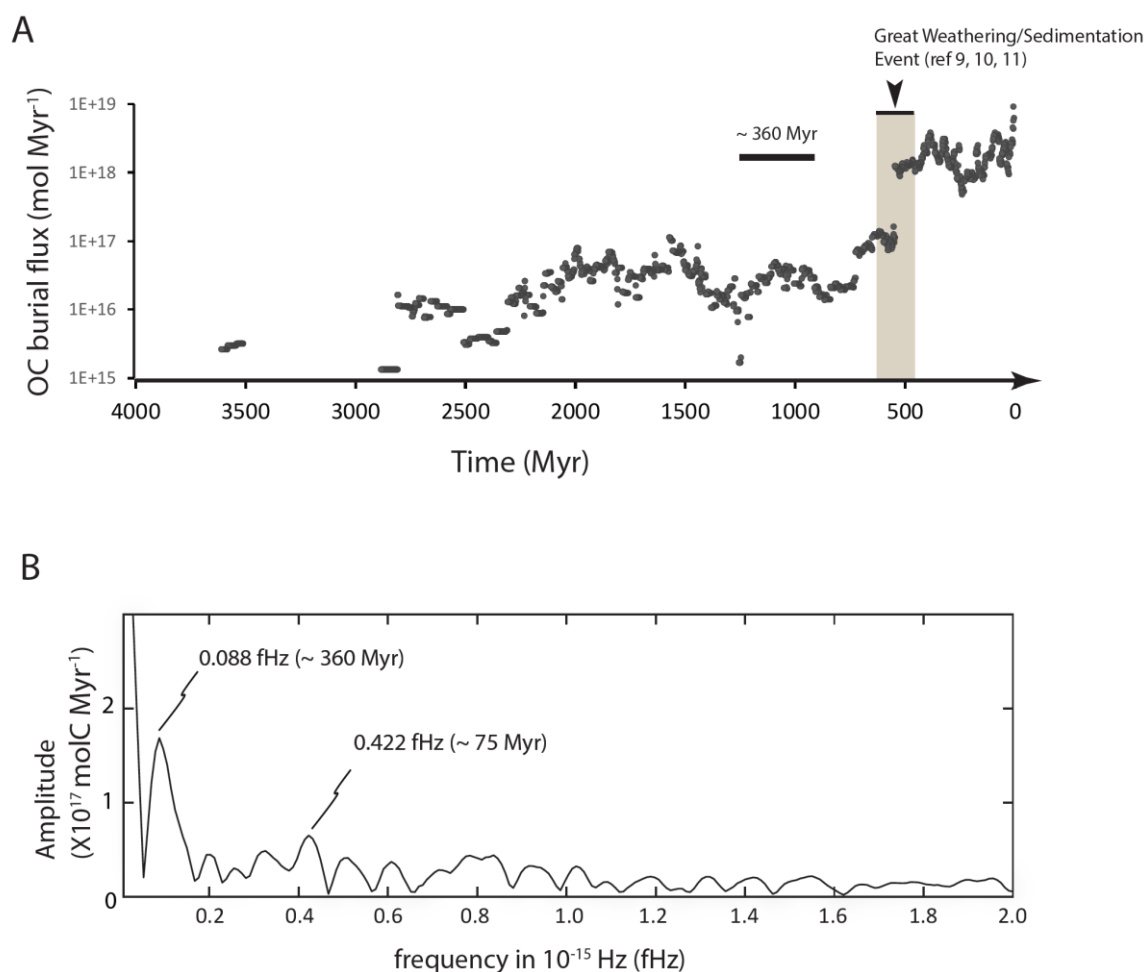 A
Great Weathering/Sedimentation
Event (ref 9, 10, 11)
OC burial flux (mol Myr⁻¹)
1E+19
1E+18
1E+17
1E+16
1E+15
~ 360 Myr
4000 3500 3000 2500 2000 1500 1000 500 0
Time (Myr)
B
Amplitude
(X10¹⁷ molC Myr⁻¹)
2
1
0
0.088 fHz (~ 360 Myr)
0.422 fHz (~ 75 Myr)
0.2 0.4 0.6 0.8 1.0 1.2 1.4 1.6 1.8 2.0
frequency in 10⁻¹⁵ Hz (fHz)